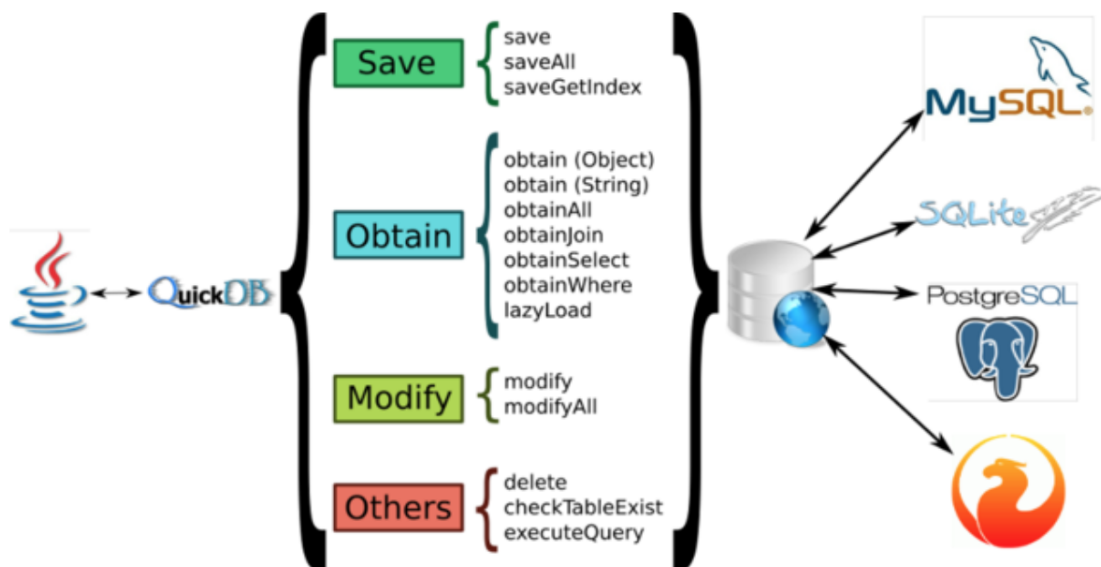 QuickDB
Save
save
saveAll
saveGetIndex
Obtain
obtain (Object)
obtain (String)
obtainAll
obtainJoin
obtainSelect
obtainWhere
lazyLoad
Modify
modify
modifyAll
Others
delete
checkTableExist
executeQuery
MySQL®
SQLite
PostgreSQL